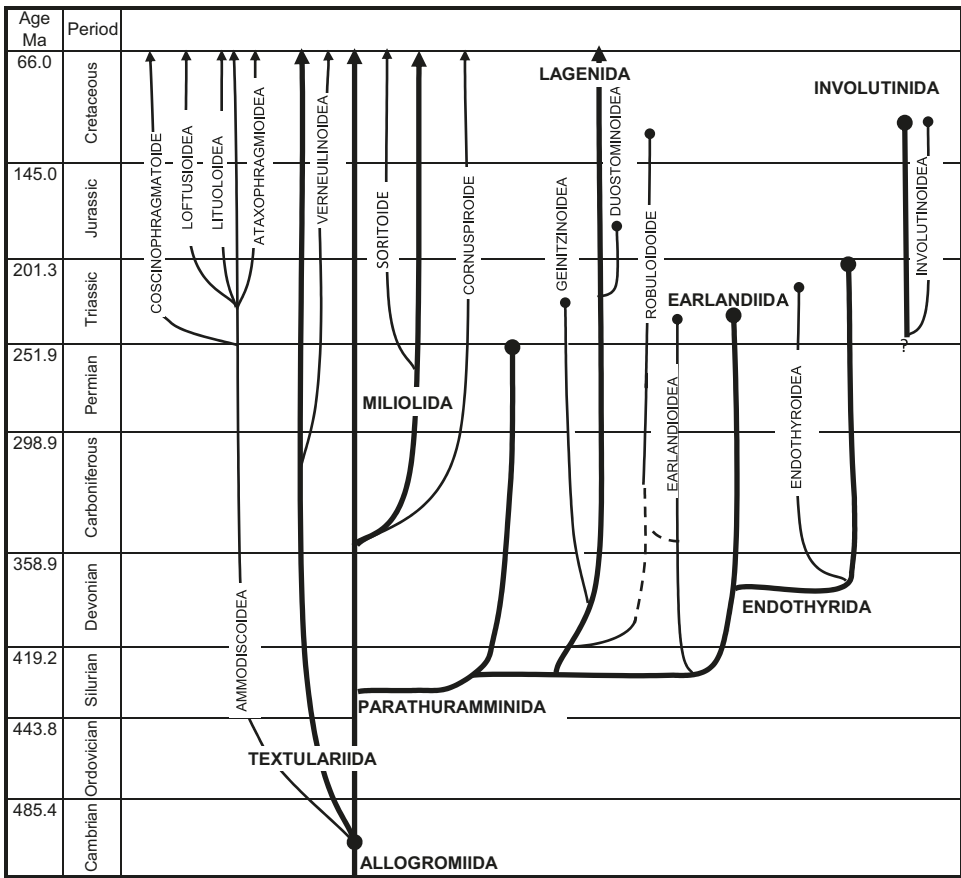 Age
Ma
Period
66.0
Cretaceous
145.0
Jurassic
201.3
Triassic
251.9
Permian
298.9
Carboniferous
358.9
Devonian
419.2
Silurian
443.8
Ordovician
485.4
Cambrian
COSCINOPHRAGMATOIDE
LOFTUSIOIDEA
LITUOLOIDEA
ATAXOPHRAGMIOIDEA
VERNEUILINOIDEA
SORITOIDE
CORNUSPIROIDE
GEINITZINOIDEA
LAGENIDA
DUOSTOMINOIDEA
ROBULOIDOIDE
INVOLUTINIDA
INVOLUTINOIDEA
?
EARLANDIIDA
EARLANDIOIDEA
ENDOTHYROIDEA
MILIOLIDA
ENDOTHYRIDA
AMMODISCOIDEA
PARATHURAMMINIDA
TEXTULARIIDA
ALLOGROMIIDA